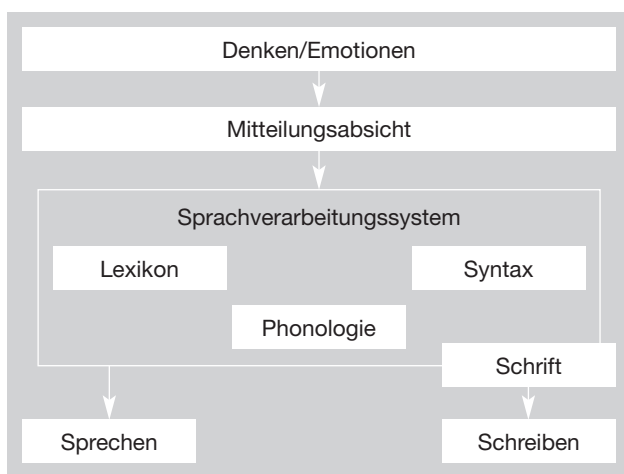 Denken/Emotionen
Mitteilungsabsicht
Sprachverarbeitungssystem
Lexikon
Syntax
Phonologie
Schrift
Sprechen
Schreiben